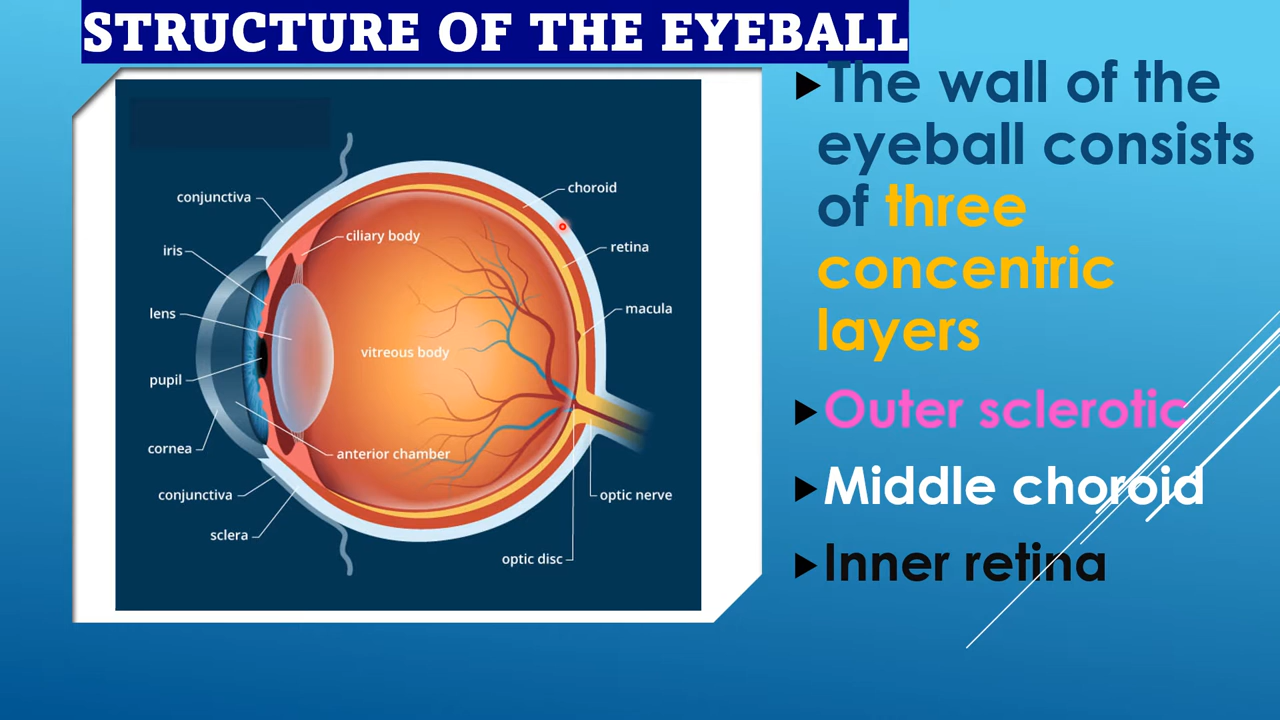 STRUCTURE OF THE EYEBALL
conjunctiva
iris
lens
pupil
cornea
conjunctiva
sclera
ciliary body
vitreous body
anterior chamber
choroid
retina
macula
optic nerve
optic disc
The wall of the
eyeball consists
of three
concentric
layers
Outer sclerotic
Middle choroid
Inner retina